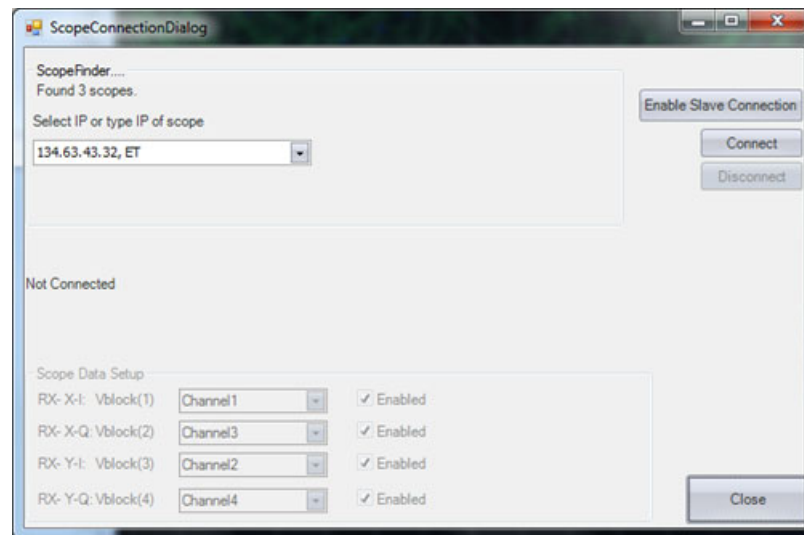 ScopeConnectionDialog
ScopeFinder....
Found 3 scopes.
Select IP or type IP of scope
134.63.43.32, ET
Enable Slave Connection
Connect
Disconnect
Not Connected
Scope Data Setup
RX- X-I: Vblock(1) Channel1 Enabled
RX- X-Q: Vblock(2) Channel3 Enabled
RX- Y-I: Vblock(3) Channel2 Enabled
RX- Y-Q: Vblock(4) Channel4 Enabled
Close